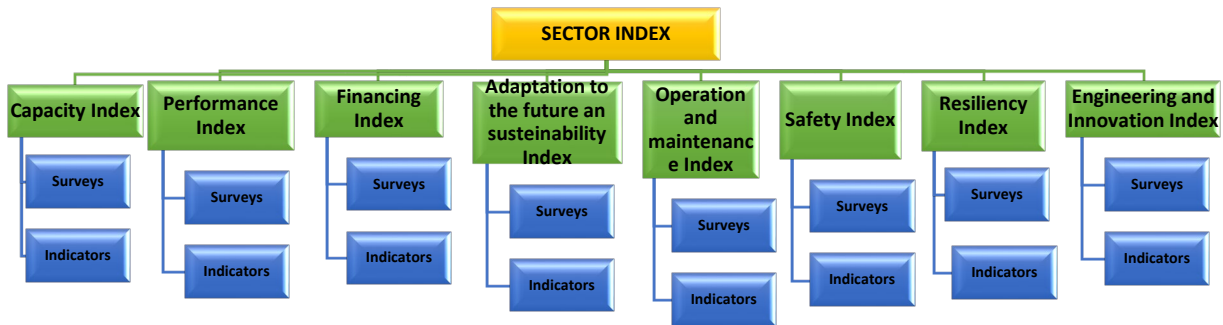 SECTOR INDEX
Capacity Index
Performance
Index
Financing
Index
Adaptation to
the future an
susteinability
Index
Operation
and
maintenanc
e Index
Safety Index
Resiliency
Index
Engineering and
Innovation Index
Surveys
Indicators
Surveys
Indicators
Surveys
Indicators
Surveys
Indicators
Surveys
Indicators
Surveys
Indicators
Surveys
Indicators
Surveys
Indicators